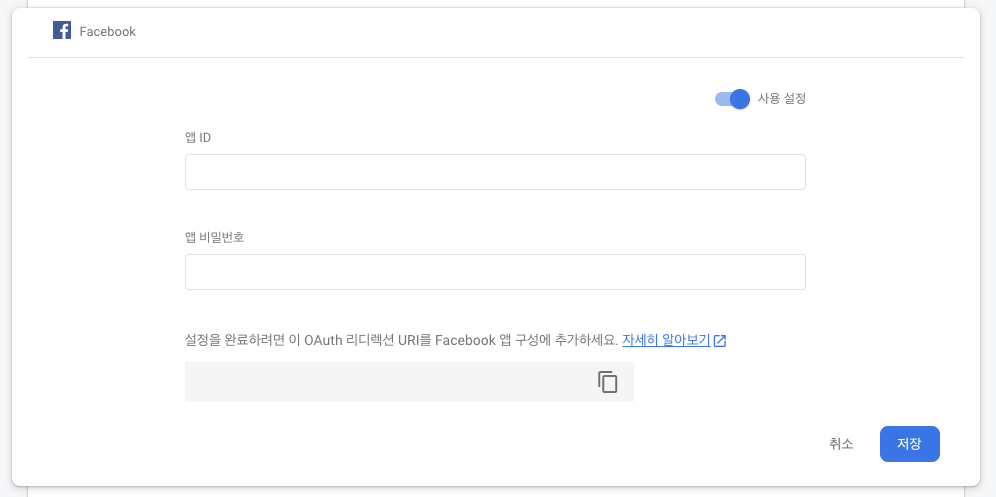 Facebook
사용 설정
앱 ID
앱 비밀번호
설정을 완료하려면 이 OAuth 리디렉션 URI를 Facebook 앱 구성에 추가하세요. 자세히 알아보기
취소
저장